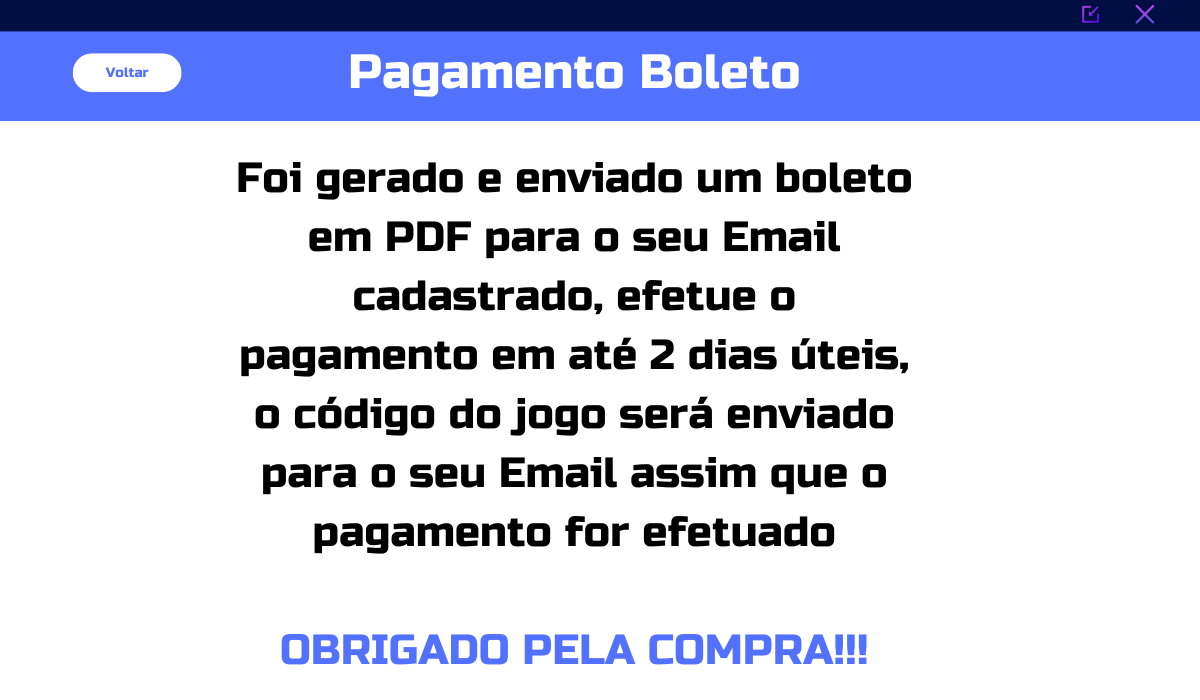 Voltar
Pagamento Boleto
Foi gerado e enviado um boleto
em PDF para o seu Email
cadastrado, efetue o
pagamento em até 2 dias úteis,
o código do jogo será enviado
para o seu Email assim que o
pagamento for efetuado
OBRIGADO PELA COMPRA!!!